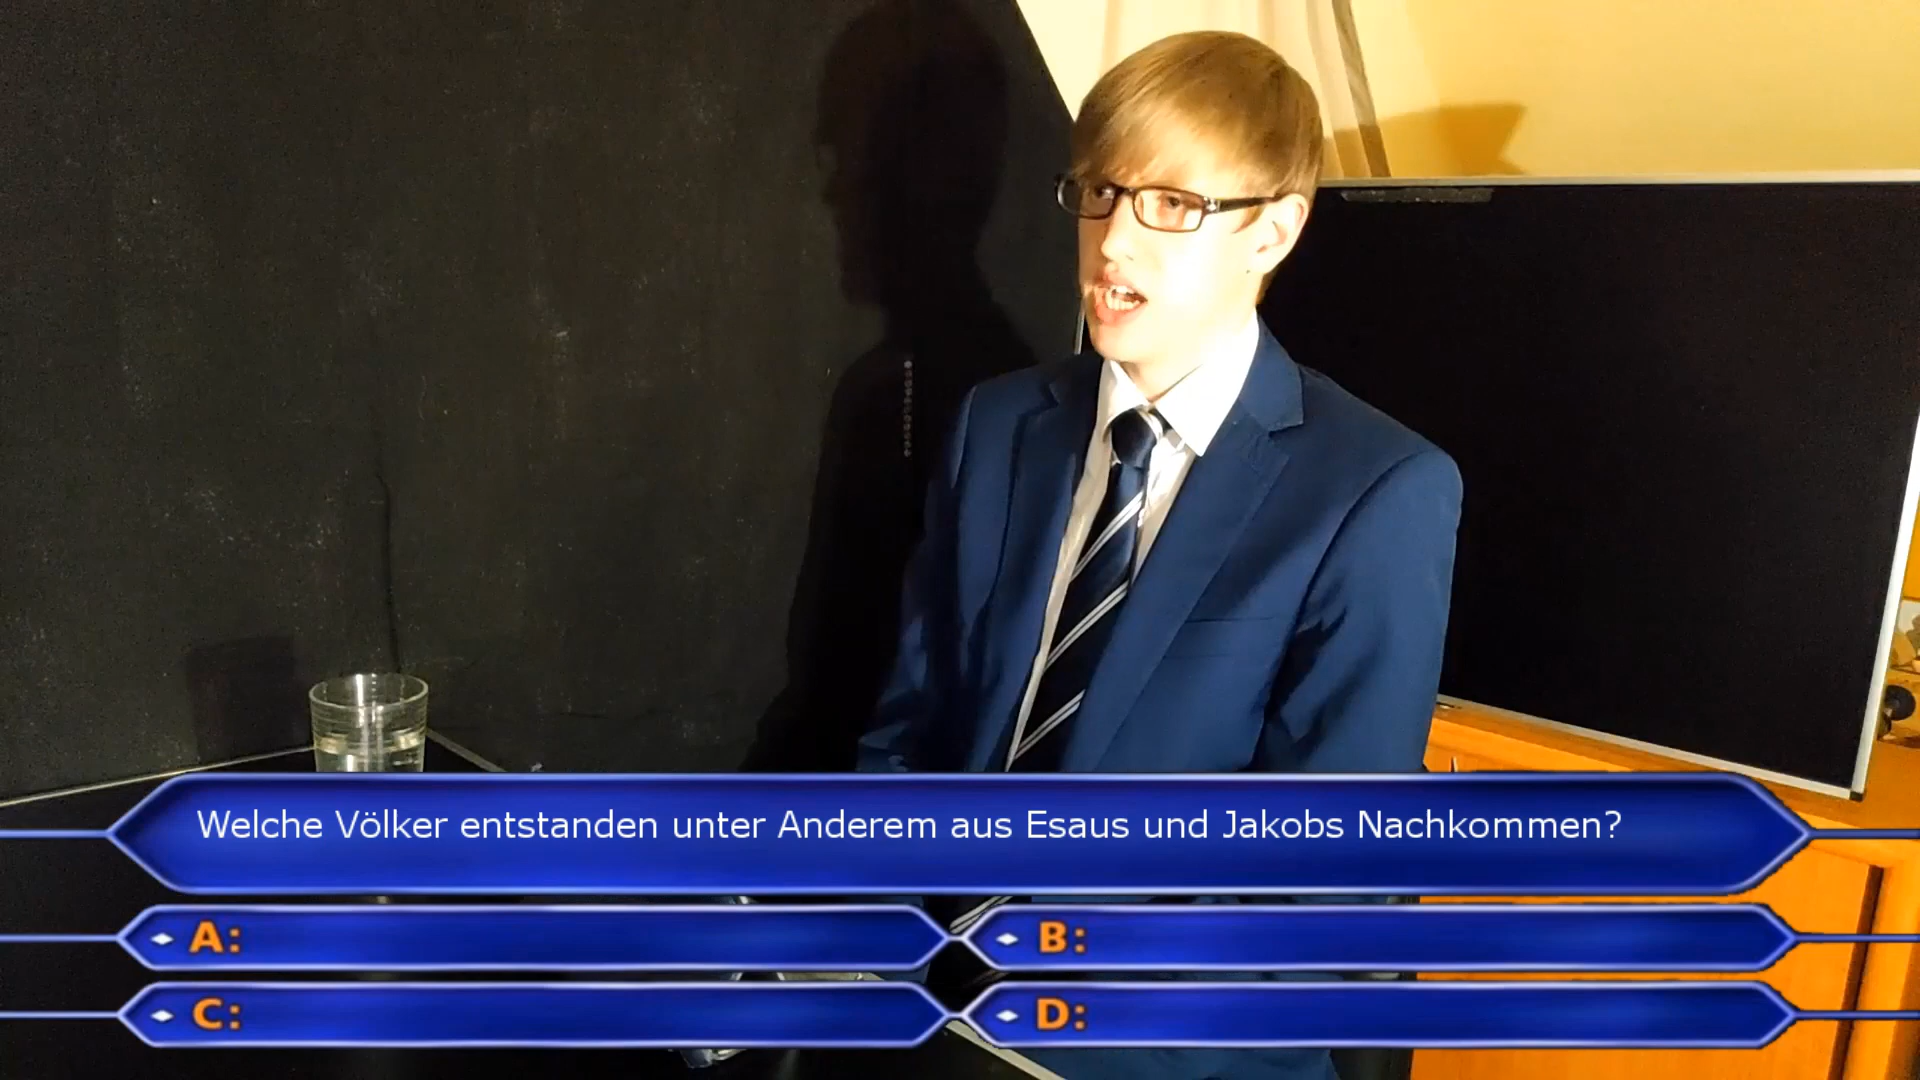 Welche Völker entstanden unter Anderem aus Esaus und Jakobs Nachkommen?
A:
B:
C:
D: